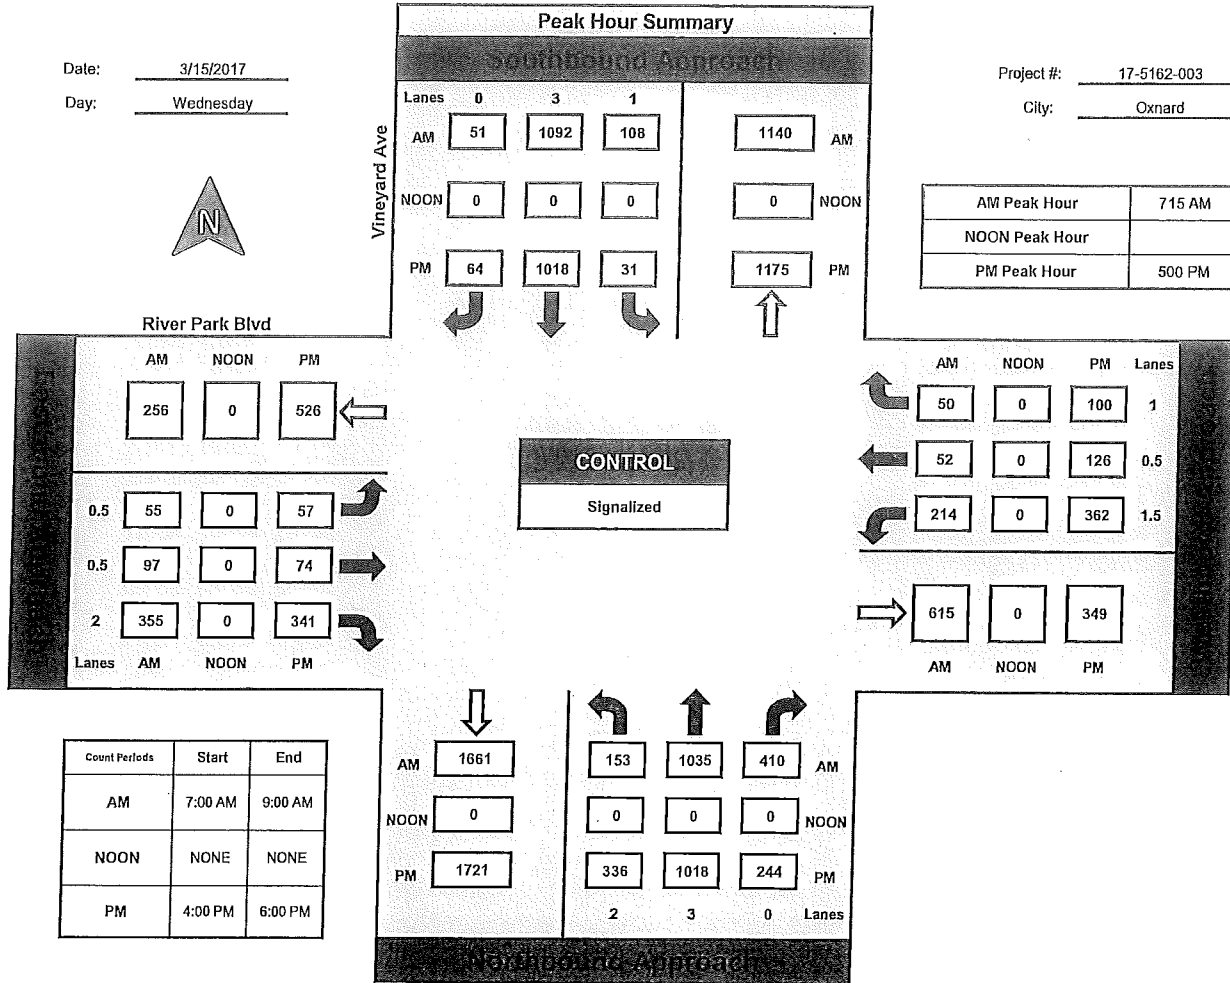 Peak Hour Summary
Southbound Approach
Date: 3/15/2017
Day: Wednesday
Project #: 17-5162-003
City: Oxnard
N
Vineyard Ave
Lanes 0 3 1
AM 51 1092 108 1140 AM
NOON 0 0 0 0 NOON
PM 64 1018 31 1175 PM
AM Peak Hour 715 AM
NOON Peak Hour
PM Peak Hour 500 PM
River Park Blvd
AM NOON PM
256 0 526
0.5 55 0 57
0.5 97 0 74
2 355 0 341
Lanes AM NOON PM
CONTROL
Signalized
AM NOON PM Lanes
50 0 100 1
52 0 126 0.5
214 0 362 1.5
615 0 349
AM NOON PM
AM 1661 153 1035 410 AM
NOON 0 0 0 0 NOON
PM 1721 336 1018 244 PM
2 3 0 Lanes
Northbound Approach
Count Periods Start End
AM 7:00 AM 9:00 AM
NOON NONE NONE
PM 4:00 PM 6:00 PM